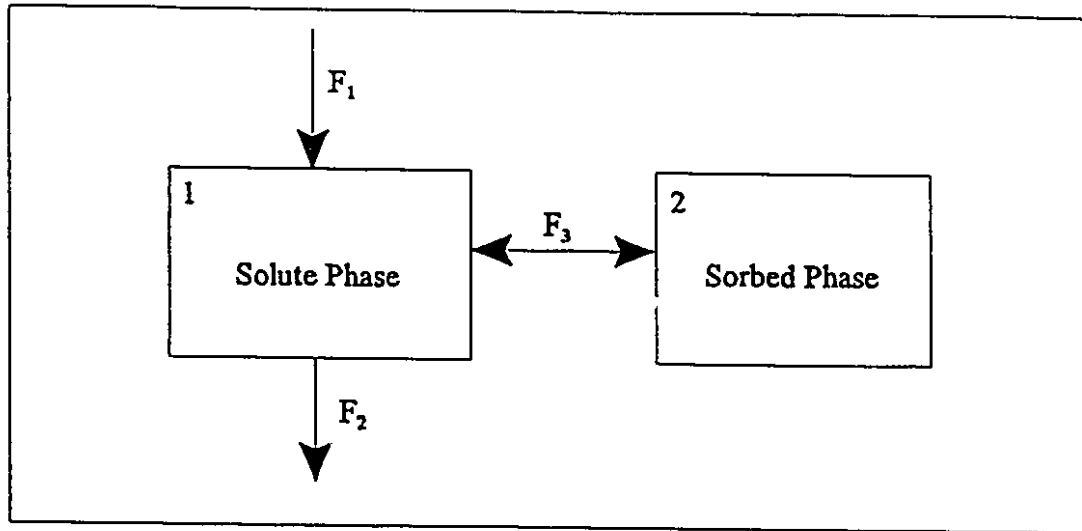 F₁
1
2
F₃
Solute Phase
Sorbed Phase
F₂